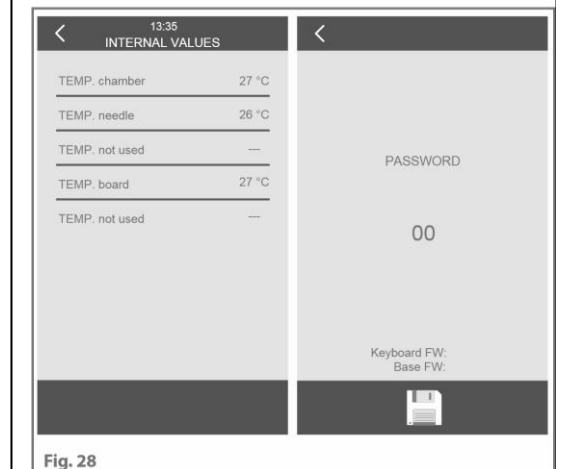 13:35
INTERNAL VALUES
TEMP. chamber 27 °C
TEMP. needle 26 °C
TEMP. not used ---
TEMP. board 27 °C
TEMP. not used ---
PASSWORD
00
Keyboard FW:
Base FW:
Fig. 28